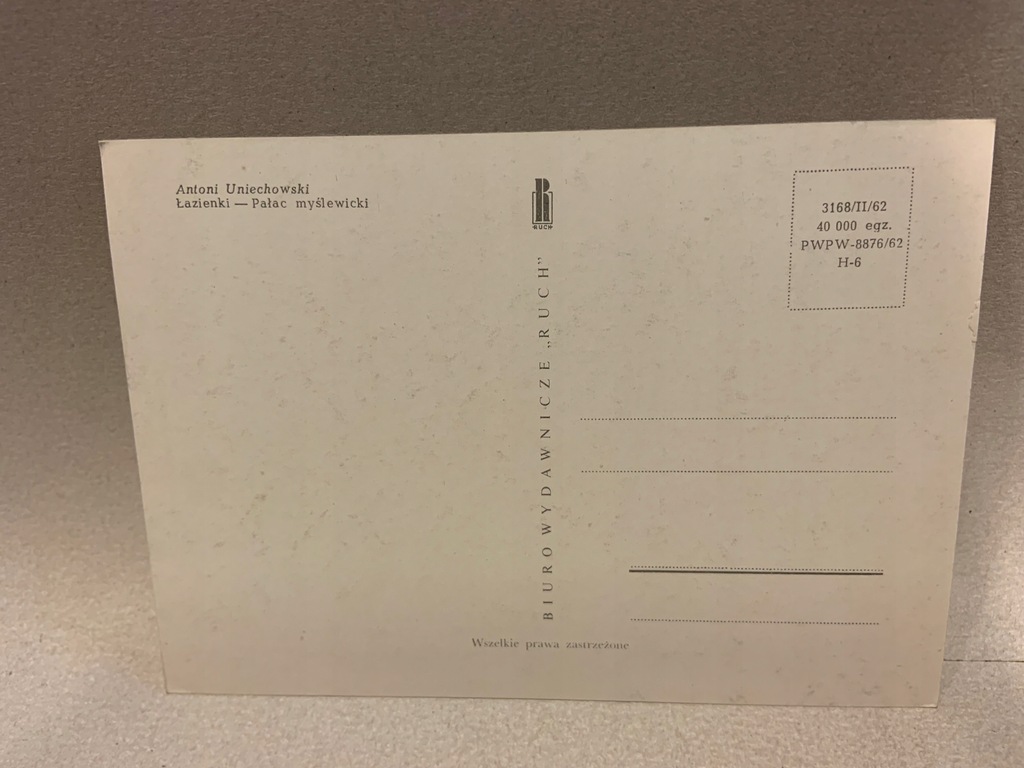 Antoni Uniechowski
Łazienki — Pałac myślewicki
RUCH
3168/II/62
40 000 egz.
PWPW-8876/62
H-6
BIURO WYDAWNICZE „RUCH”
Wszelkie prawa zastrzeżone